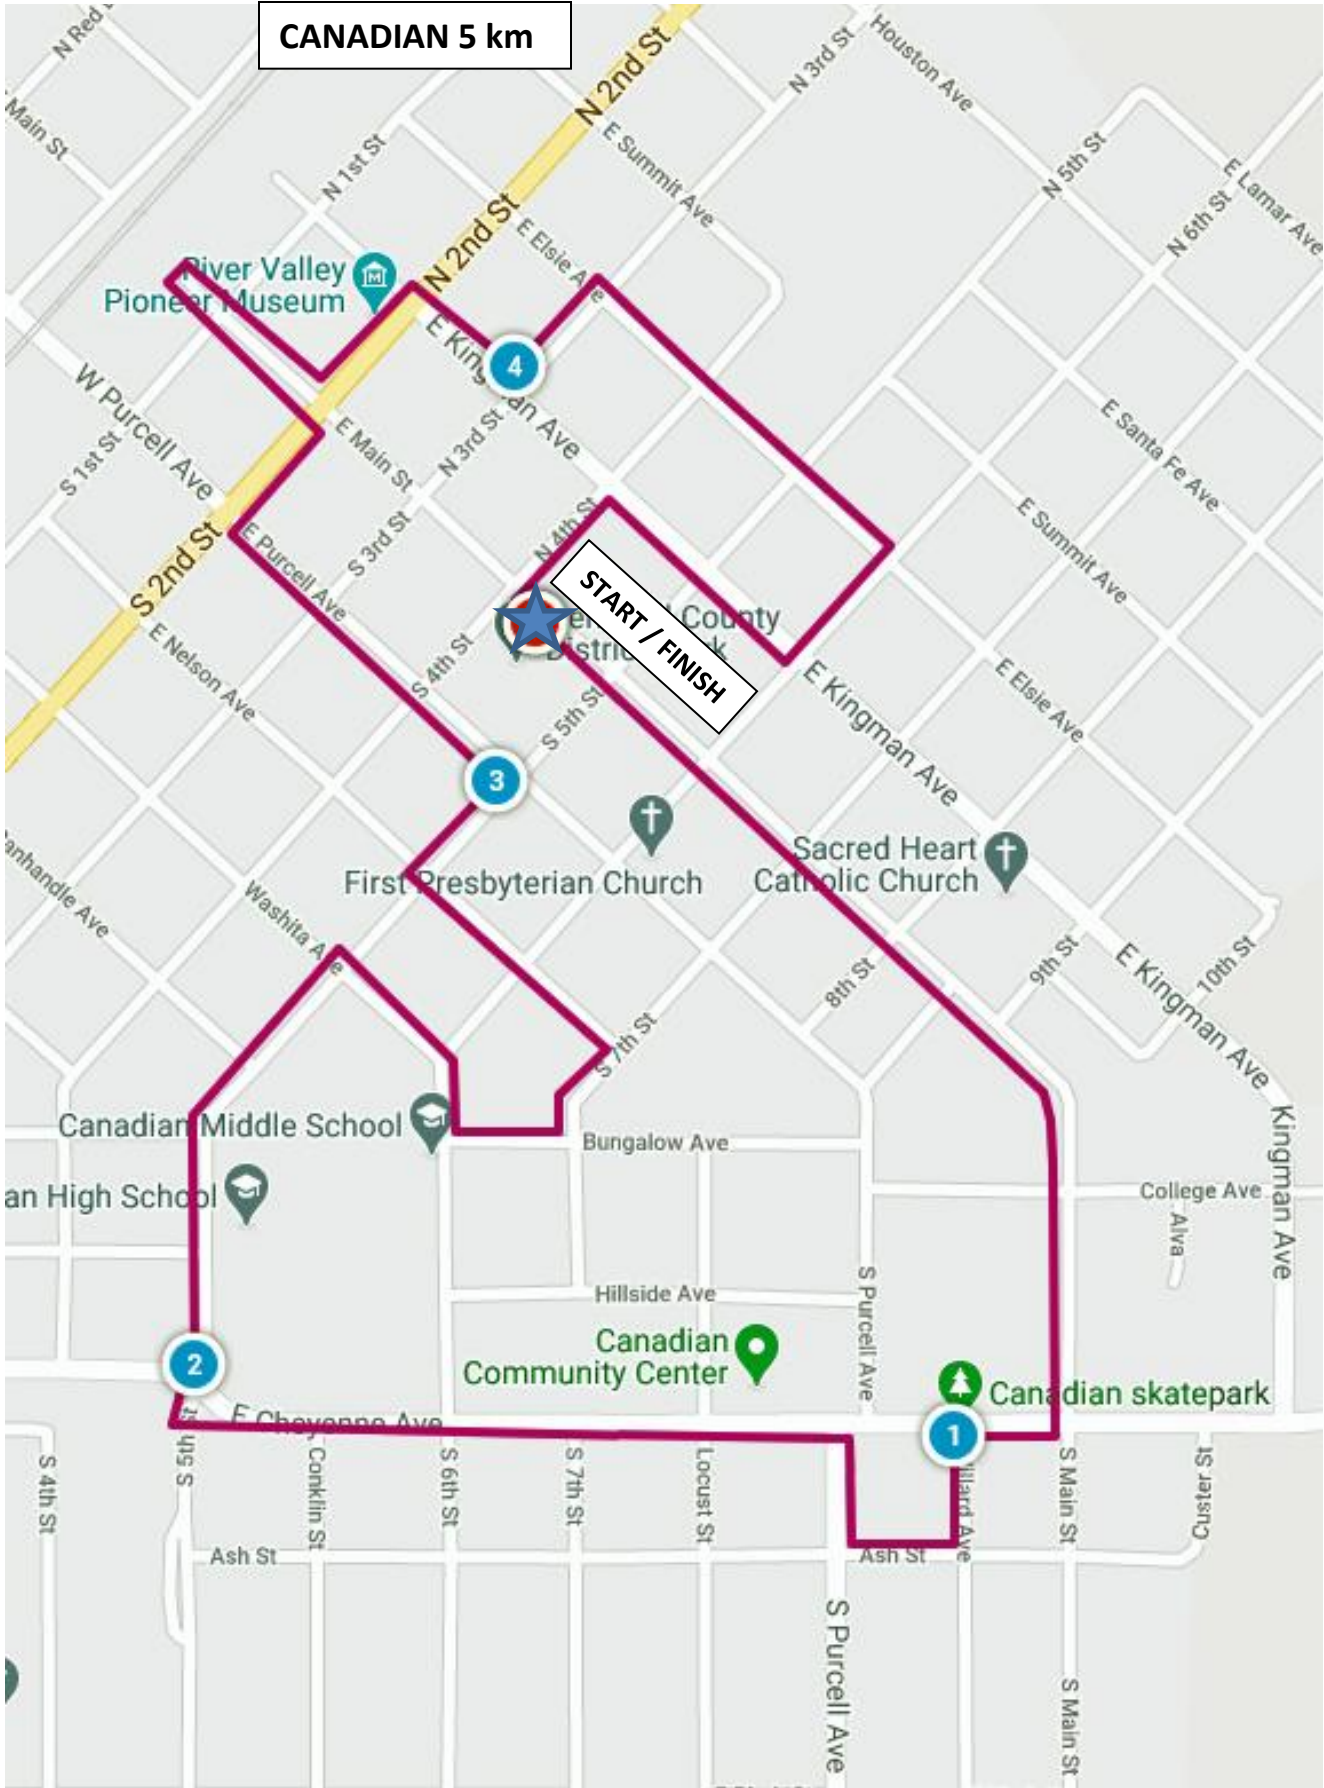 CANADIAN 5 km
N Red
N 2nd St
N 3rd St
Houston Ave
Main St
N 1st St
E Summit Ave
N 5th St
E Lamar Ave
N 6th St
N 2nd St
E Elsie Ave
River Valley
Pioneer Museum
E Kingman Ave
4
W Purcell Ave
S 1st St
E Main St
N 3rd St
E Santa Fe Ave
S 2nd St
E Purcell Ave
S 3rd St
N 4th St
E Summit Ave
START / FINISH
County
E Nelson Ave
S 4th St
S 5th St
E Kingman Ave
E Elsie Ave
3
First Presbyterian Church
Sacred Heart
Catholic Church
Washita Ave
8th St
9th St
10th St
E Kingman Ave
S 7th St
Canadian Middle School
Bungalow Ave
Kingman Ave
an High School
College Ave
Alva
Hillside Ave
S Purcell Ave
Canadian
Community Center
2
E Cheyenne Ave
1
Canadian skatepark
S 4th St
S 5th St
Conklin St
S 6th St
S 7th St
Locust St
S Main St
Custer St
Ash St
Ash St
S Purcell Ave
S Main St